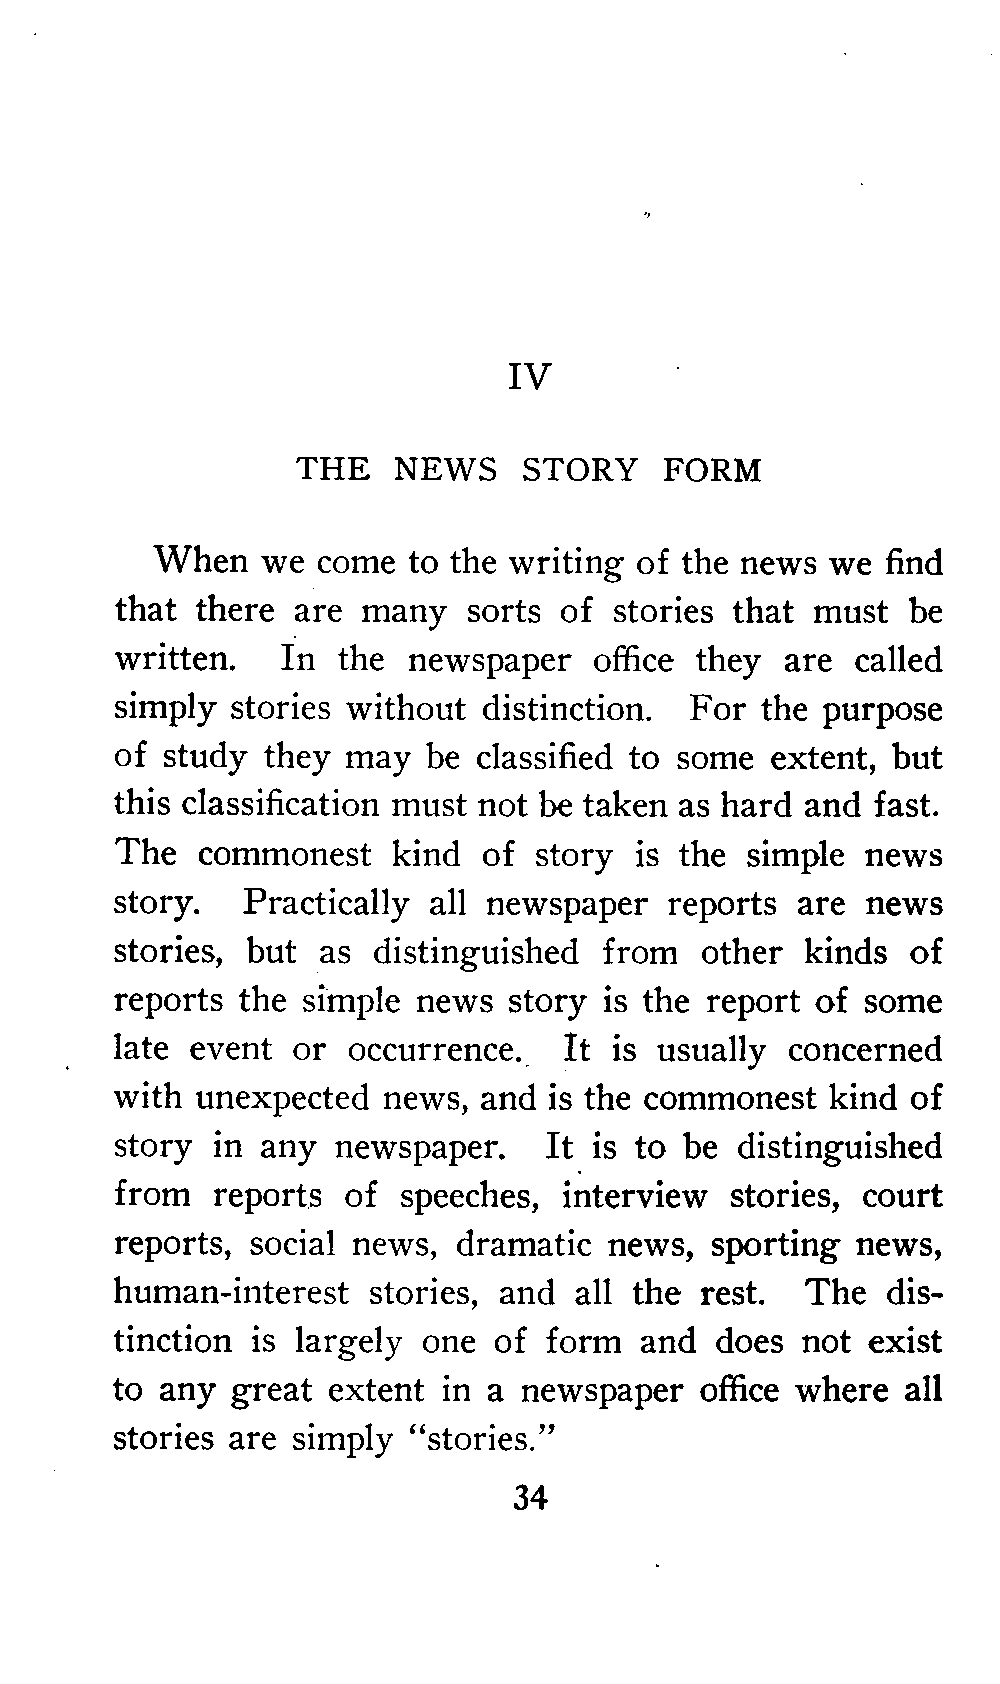 IV
THE NEWS STORY FORM
When we come to the writing of the news we find
that there are many sorts of stories that must be
written. In the newspaper office they are called
simply stories without distinction. For the purpose
of study they may be classified to some extent, but
this classification must not be taken as hard and fast.
The commonest kind of story is the simple news
story. Practically all newspaper reports are news
stories, but as distinguished from other kinds of
reports the simple news story is the report of some
late event or occurrence. It is usually concerned
with unexpected news, and is the commonest kind of
story in any newspaper. It is to be distinguished
from reports of speeches, interview stories, court
reports, social news, dramatic news, sporting news,
human-interest stories, and all the rest. The dis-
tinction is largely one of form and does not exist
to any great extent in a newspaper office where all
stories are simply “stories.”
34